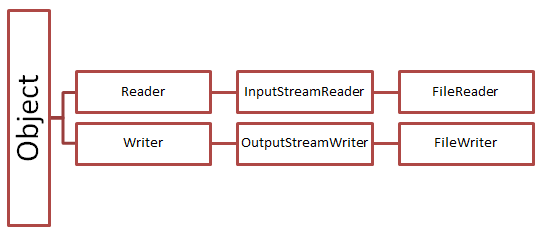 Object
Reader
InputStreamReader
FileReader
Writer
OutputStreamWriter
FileWriter